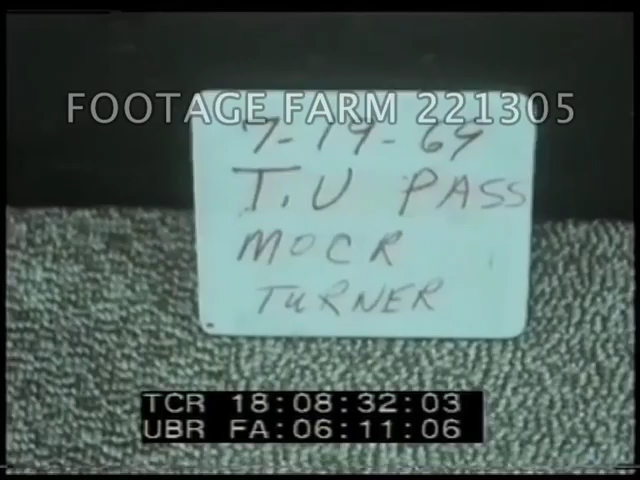 FOOTAGE FARM 221305
7-19-69
T.V PASS
MOCR
TURNER
TCR 18:08:32:03
UBR FA:06:11:06